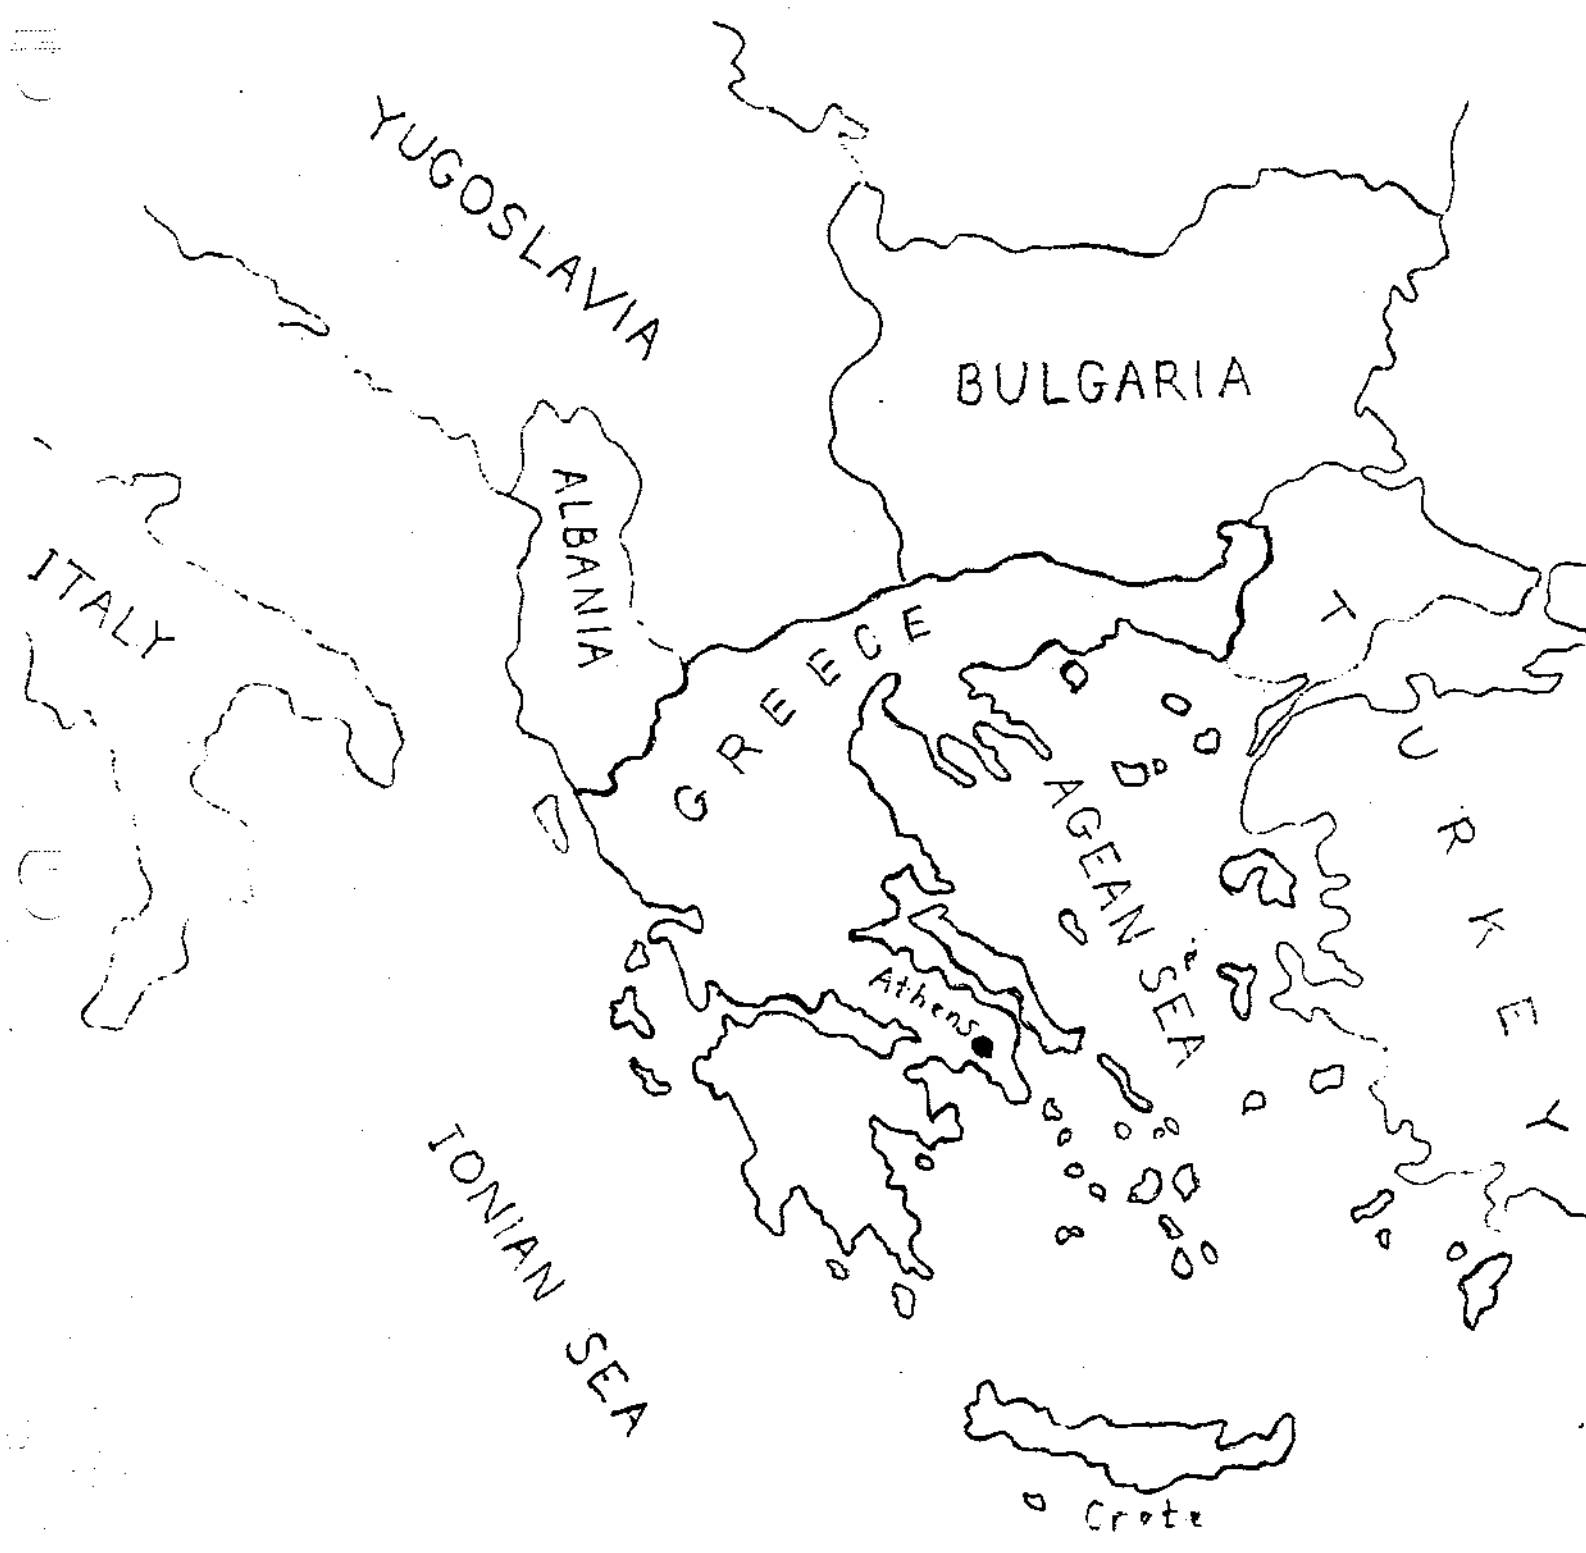 YUGOSLAVIA
BULGARIA
ALBANIA
ITALY
GREECE
TURKEY
AGEAN SEA
Athens
IONIAN SEA
Crete